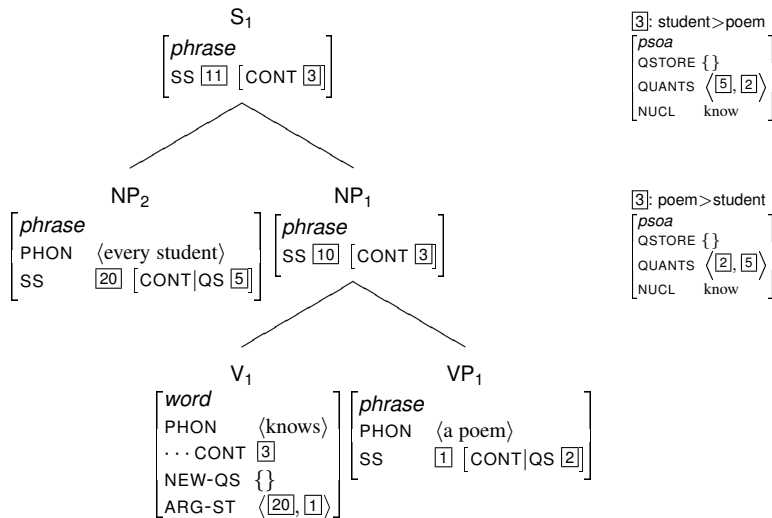 S₁
phrase
SS 11 [CONT 3]
NP₂
phrase
PHON ⟨every student⟩
SS 20 [CONT|QS 5]
NP₁
phrase
SS 10 [CONT 3]
V₁
word
PHON ⟨knows⟩
···CONT 3
NEW-QS {}
ARG-ST ⟨20, 1⟩
VP₁
phrase
PHON ⟨a poem⟩
SS 1 [CONT|QS 2]
3: student>poem
psoa
QSTORE {}
QUANTS ⟨5, 2⟩
NUCL know
3: poem>student
psoa
QSTORE {}
QUANTS ⟨2, 5⟩
NUCL know